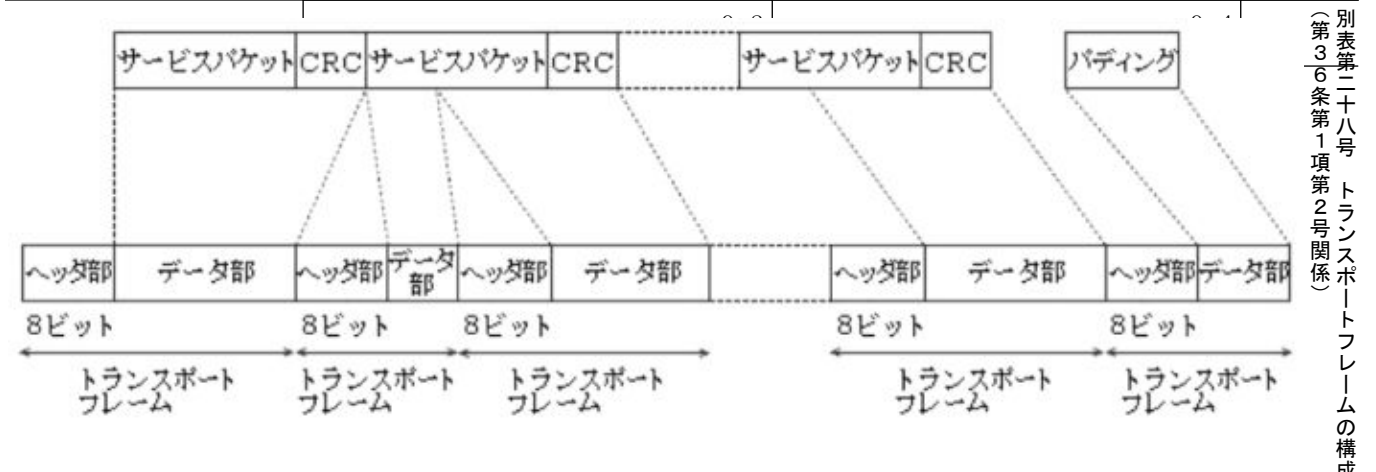 別表第二十八号　トランスポートフレームの構成
（第３６条第１項第２号関係）
サービスパケット CRC サービスパケット CRC サービスパケット CRC パディング
ヘッダ部 データ部 ヘッダ部 データ部 ヘッダ部 データ部 ヘッダ部 データ部 ヘッダ部 データ部
8ビット 8ビット 8ビット 8ビット 8ビット
トランスポートフレーム トランスポートフレーム トランスポートフレーム トランスポートフレーム トランスポートフレーム